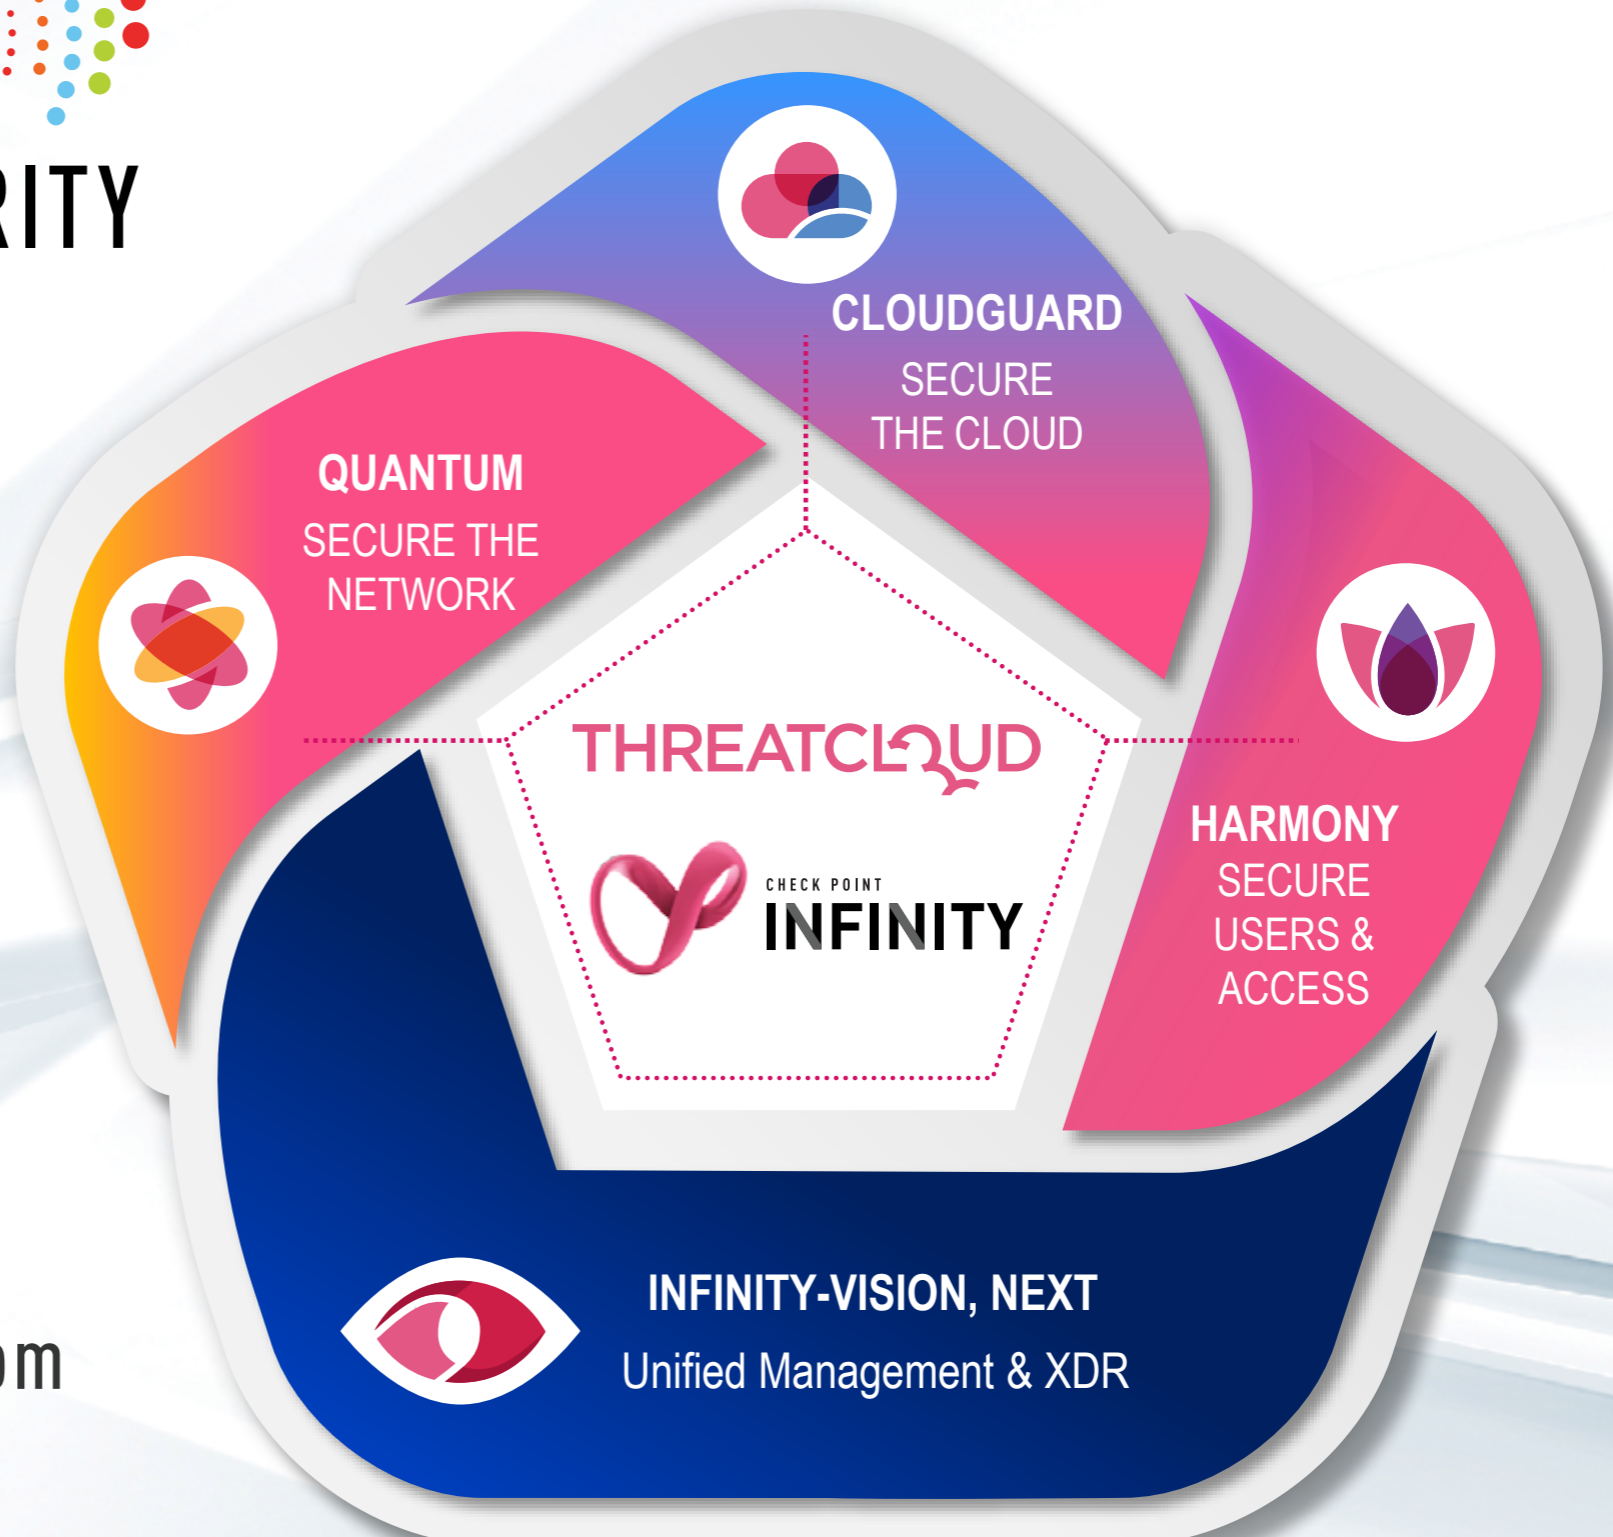 RITY
CLOUDGUARD
SECURE
THE CLOUD
QUANTUM
SECURE THE
NETWORK
THREATCLOUD
CHECK POINT
INFINITY
HARMONY
SECURE
USERS &
ACCESS
INFINITY-VISION, NEXT
Unified Management & XDR
om